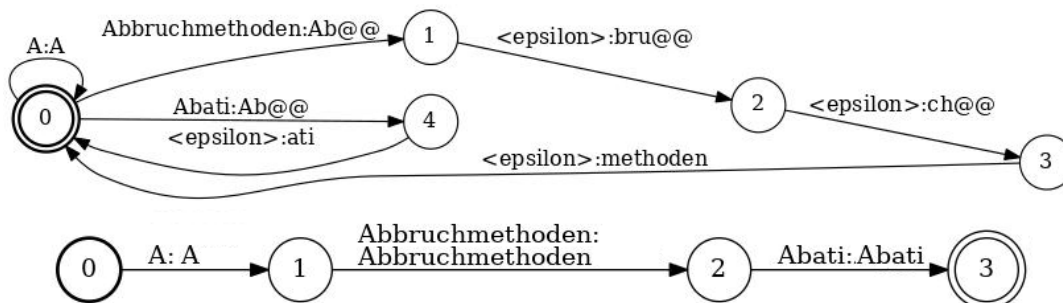 Abbruchmethoden:Ab@@
1
<epsilon>:bru@@
A:A
0
Abati:Ab@@
4
2
<epsilon>:ch@@
<epsilon>:ati
<epsilon>:methoden
3
0
A: A
1
Abbruchmethoden:
Abbruchmethoden
2
Abati:.Abati
3